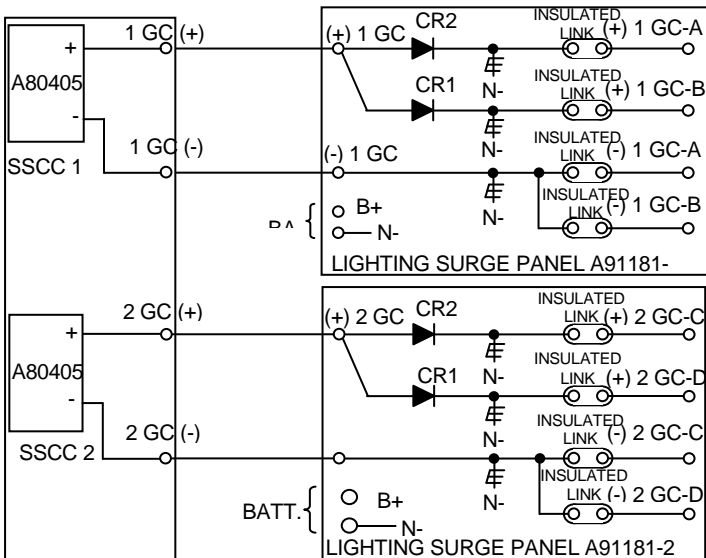 +
A80405
-
SSCC 1
1 GC (+)
1 GC (-)
(+) 1 GC
CR2
CR1
(-) 1 GC
INSULATED
LINK
(+) 1 GC-A
N-
INSULATED
LINK
(+) 1 GC-B
N-
INSULATED
LINK
(-) 1 GC-A
N-
INSULATED
LINK
(-) 1 GC-B
B+
N-
LIGHTING SURGE PANEL A91181-
+
A80405
-
SSCC 2
2 GC (+)
2 GC (-)
(+) 2 GC
CR2
CR1
INSULATED
LINK
(+) 2 GC-C
N-
INSULATED
LINK
(+) 2 GC-D
N-
INSULATED
LINK
(-) 2 GC-C
N-
INSULATED
LINK
(-) 2 GC-D
BATT.
B+
N-
LIGHTING SURGE PANEL A91181-2